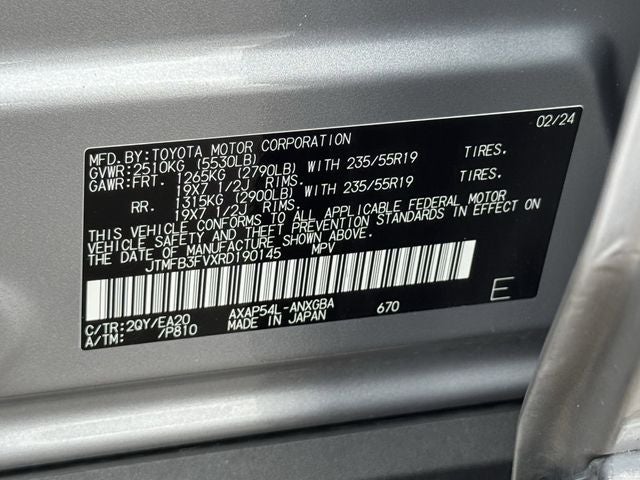 MFD.BY:TOYOTA MOTOR CORPORATION 02/24
GVWR:2510KG (5530LB)
GAWR:FRT. 1265KG (2790LB) WITH 235/55R19 TIRES.
19X7 1/2J RIMS.
RR. 1315KG (2900LB) WITH 235/55R19 TIRES.
19X7 1/2J RIMS.
THIS VEHICLE CONFORMS TO ALL APPLICABLE FEDERAL MOTOR
VEHICLE SAFETY AND THEFT PREVENTION STANDARDS IN EFFECT ON
THE DATE OF MANUFACTURE SHOWN ABOVE.
JTMFB3FVXRD190145 MPV
C/TR:2QY/EA20 AXAP54L-ANXGBA 670 E
A/TM: /P810 MADE IN JAPAN